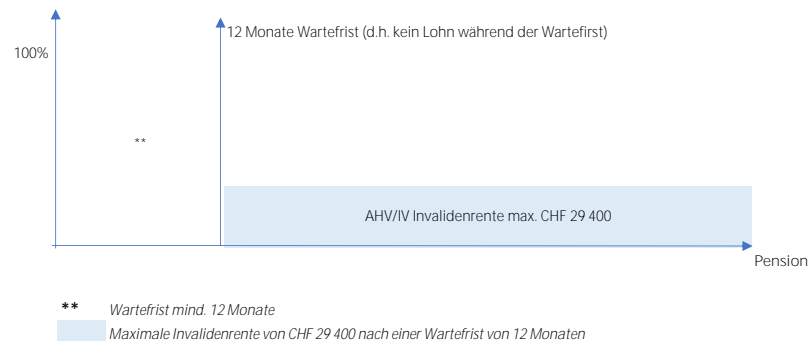 12 Monate Wartefrist (d.h. kein Lohn während der Wartefirst)
100%
**
AHV/IV Invalidenrente max. CHF 29 400
Pension
** Wartefrist mind. 12 Monate
Maximale Invalidenrente von CHF 29 400 nach einer Wartefrist von 12 Monaten